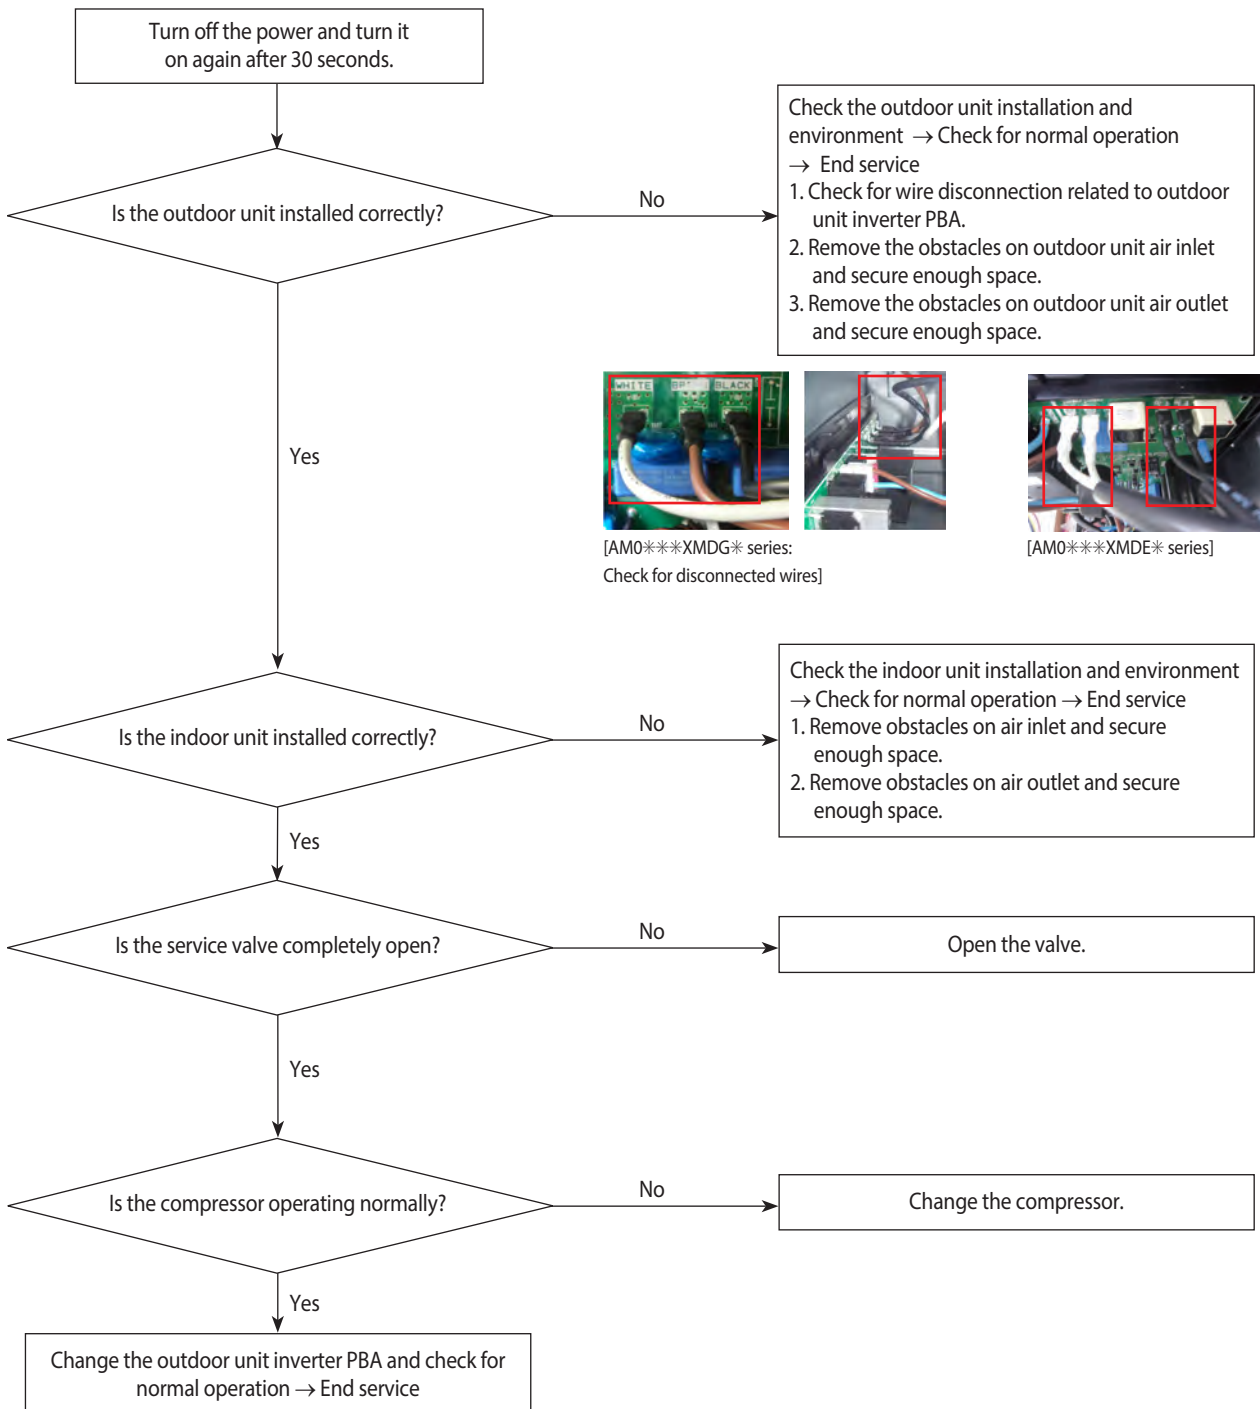 Turn off the power and turn it
on again after 30 seconds.
Is the outdoor unit installed correctly?
No
Check the outdoor unit installation and
environment → Check for normal operation
→ End service
1. Check for wire disconnection related to outdoor
unit inverter PBA.
2. Remove the obstacles on outdoor unit air inlet
and secure enough space.
3. Remove the obstacles on outdoor unit air outlet
and secure enough space.
WHITE
BLACK
[AM0✳✳✳XMDG✳ series:
Check for disconnected wires]
[AM0✳✳✳XMDE✳ series]
Yes
Is the indoor unit installed correctly?
No
Check the indoor unit installation and environment
→ Check for normal operation → End service
1. Remove obstacles on air inlet and secure
enough space.
2. Remove obstacles on air outlet and secure
enough space.
Yes
Is the service valve completely open?
No
Open the valve.
Yes
Is the compressor operating normally?
No
Change the compressor.
Yes
Change the outdoor unit inverter PBA and check for
normal operation → End service